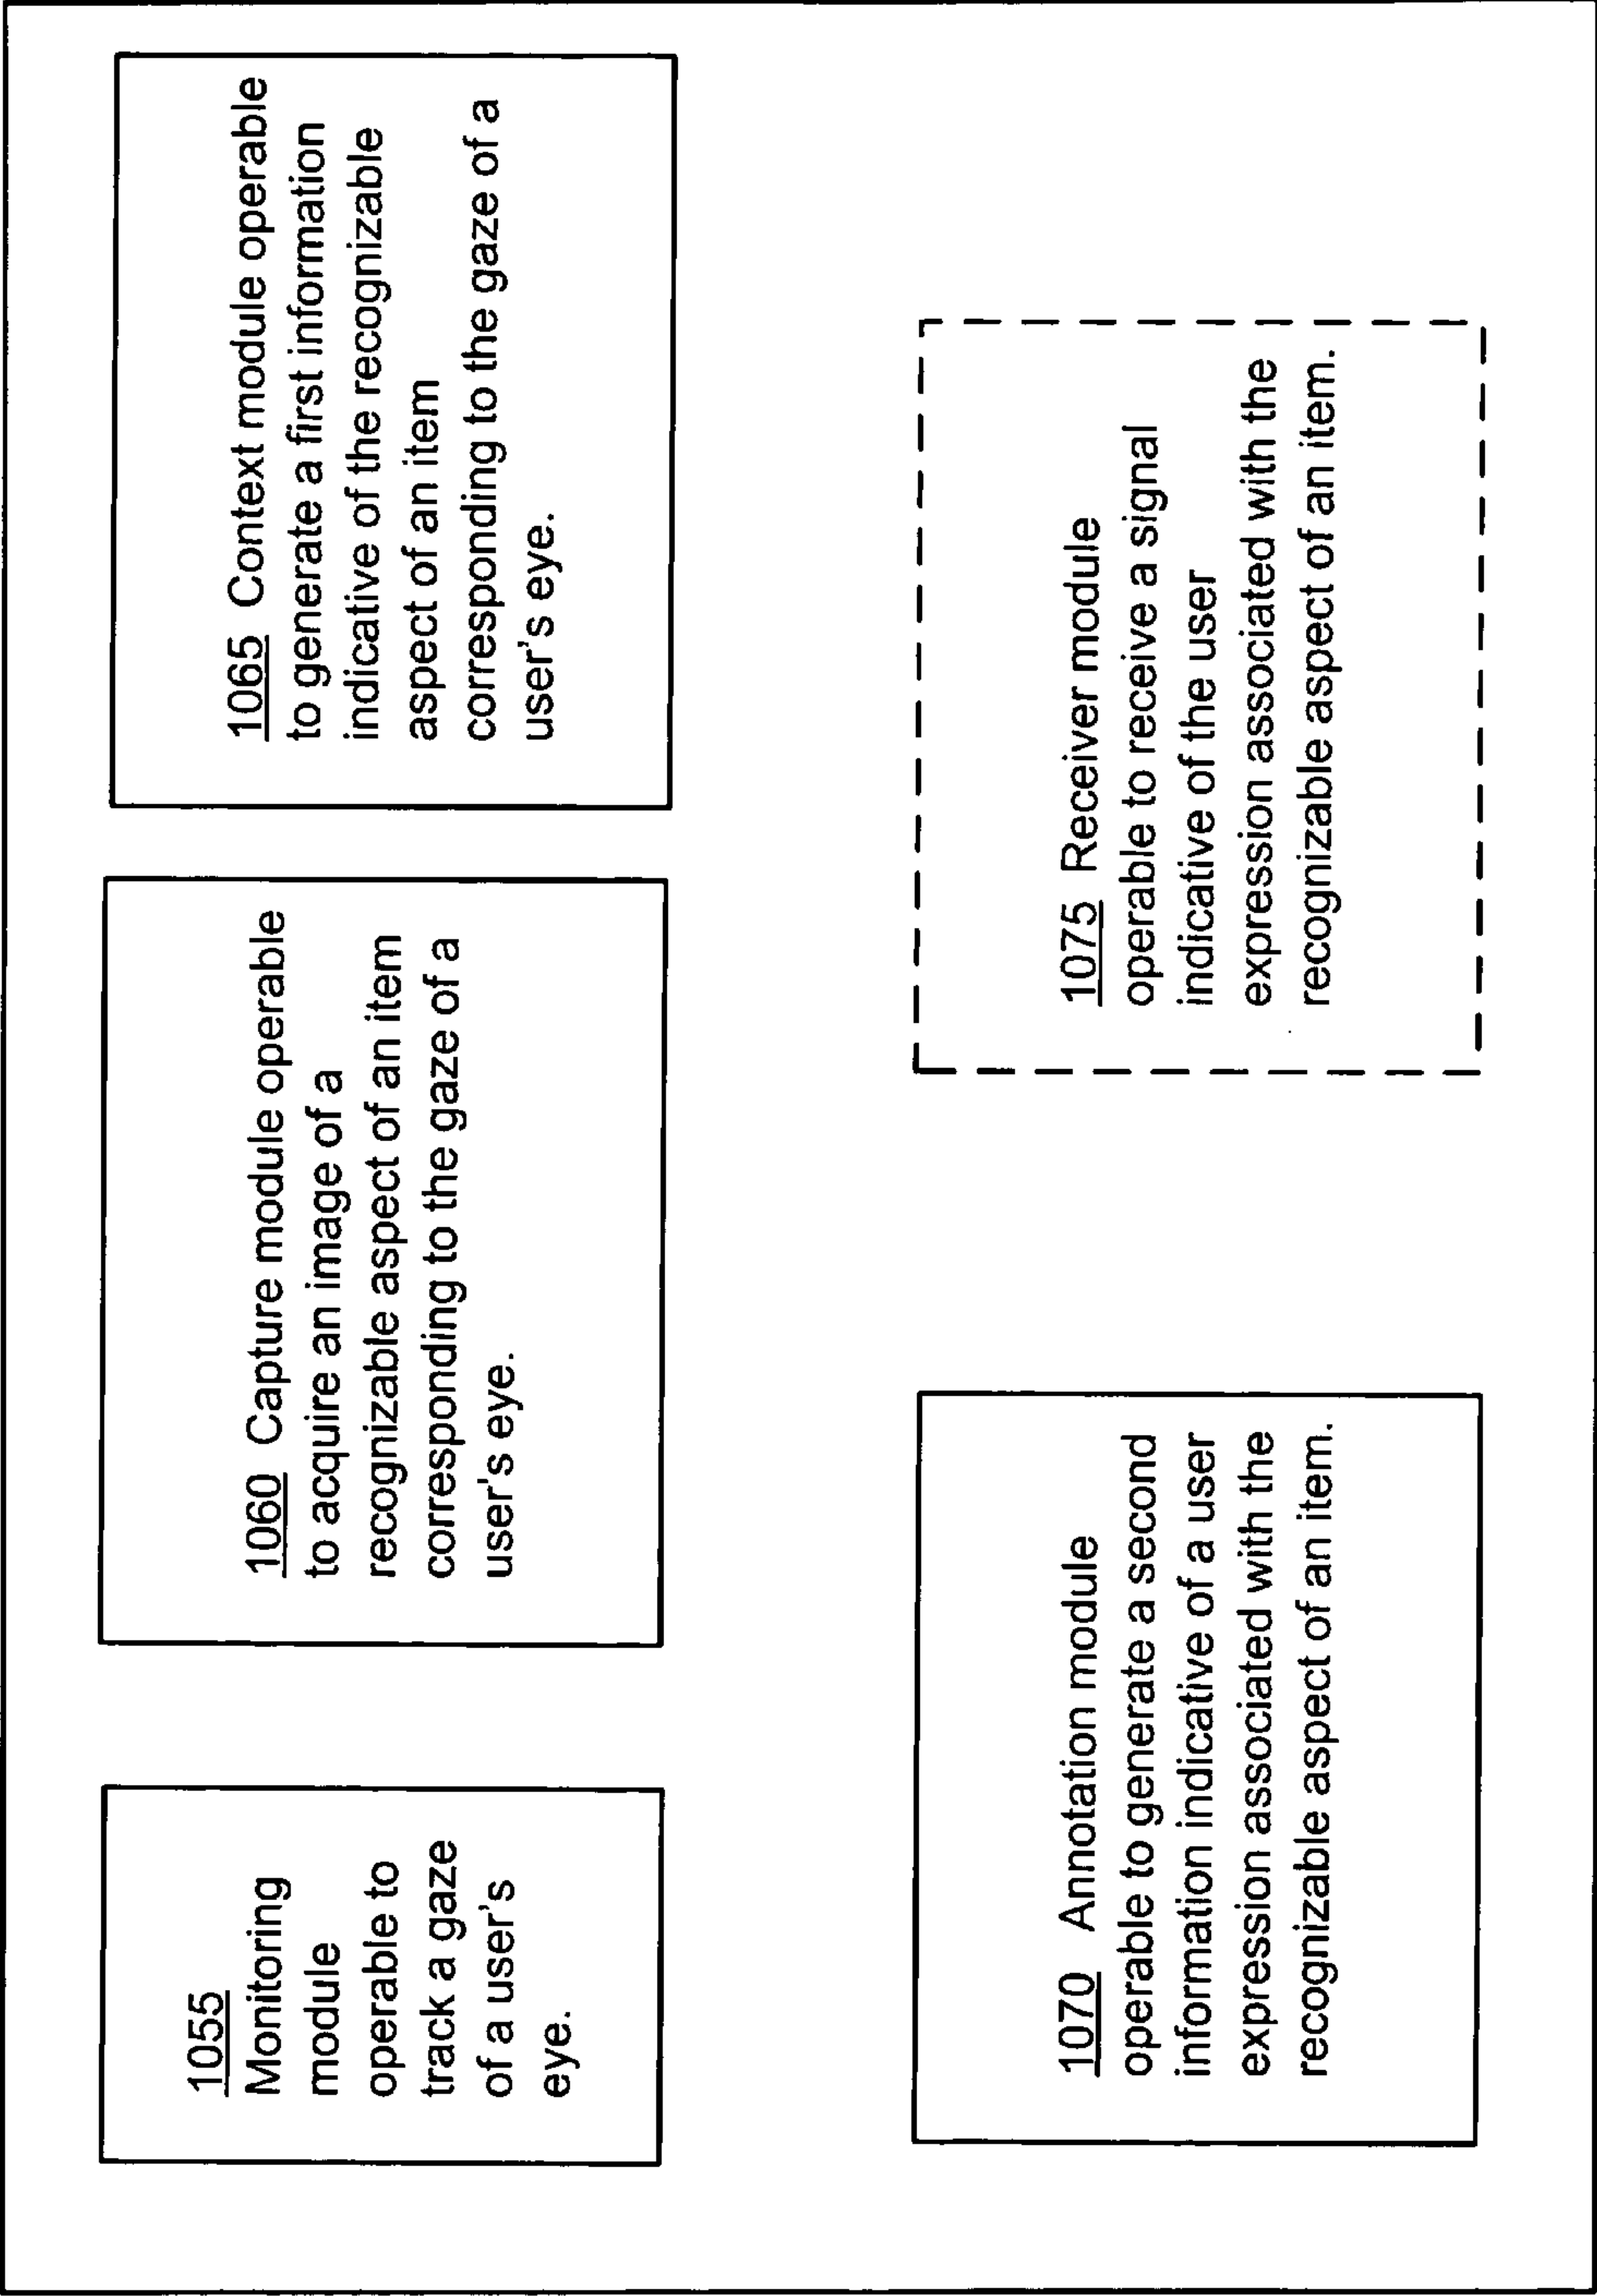 1055
Monitoring
module
operable to
track a gaze
of a user's
eye.
1060 Capture module operable
to acquire an image of a
recognizable aspect of an item
corresponding to the gaze of a
user's eye.
1065 Context module operable
to generate a first information
indicative of the recognizable
aspect of an item
corresponding to the gaze of a
user's eye.
1070 Annotation module
operable to generate a second
information indicative of a user
expression associated with the
recognizable aspect of an item.
1075 Receiver module
operable to receive a signal
indicative of the user
expression associated with the
recognizable aspect of an item.